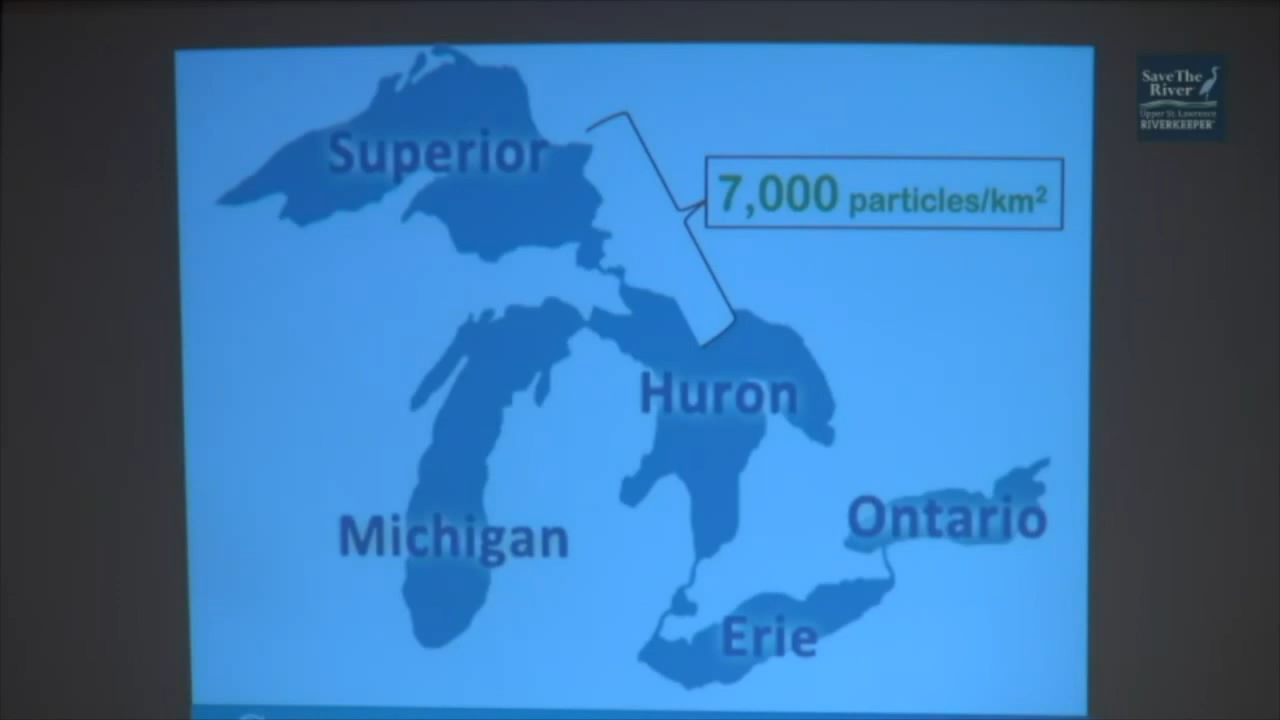 Superior
7,000 particles/km²
Huron
Michigan
Ontario
Erie
Save The
River
Upper St. Lawrence
RIVERKEEPER